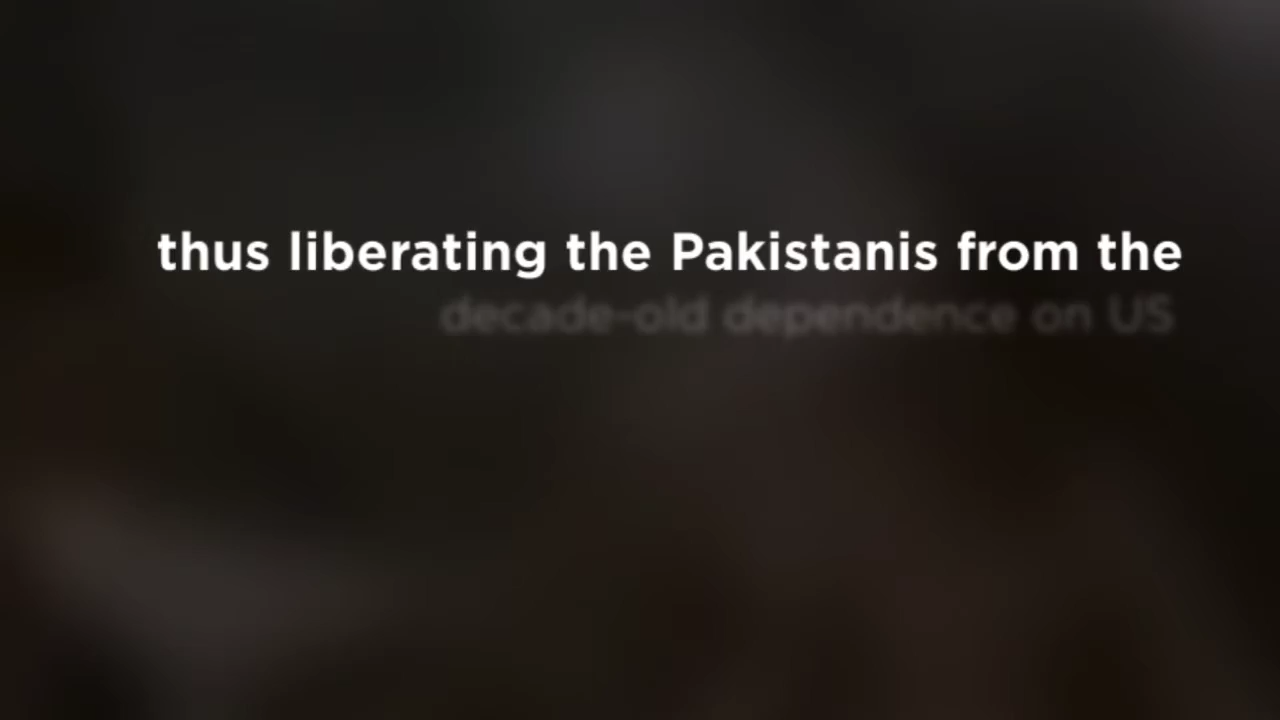 thus liberating the Pakistanis from the
decade-old dependence on US